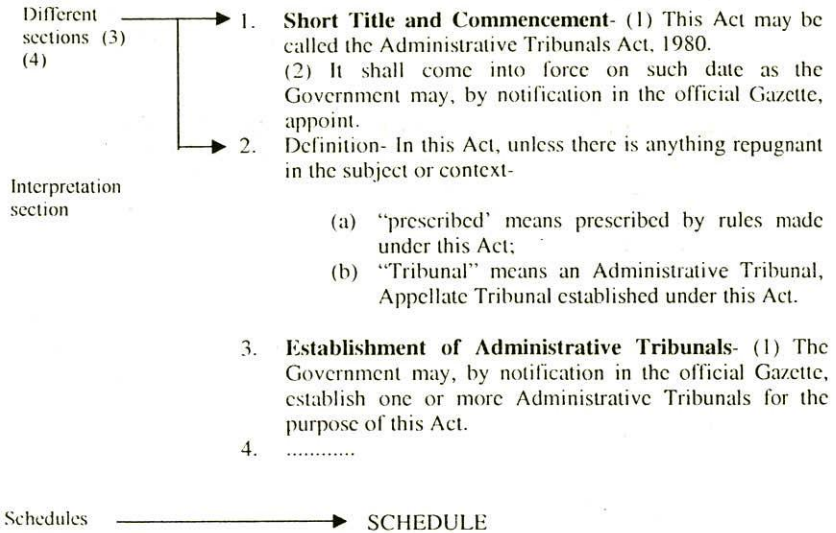 Different
sections (3)
(4)
1. Short Title and Commencement- (1) This Act may be
called the Administrative Tribunals Act, 1980.
(2) It shall come into force on such date as the
Government may, by notification in the official Gazette,
appoint.
2. Definition- In this Act, unless there is anything repugnant
in the subject or context-
Interpretation
section
(a) “prescribed’ means prescribed by rules made
under this Act;
(b) “Tribunal” means an Administrative Tribunal,
Appellate Tribunal established under this Act.
3. Establishment of Administrative Tribunals- (1) The
Government may, by notification in the official Gazette,
establish one or more Administrative Tribunals for the
purpose of this Act.
4. ............
Schedules SCHEDULE